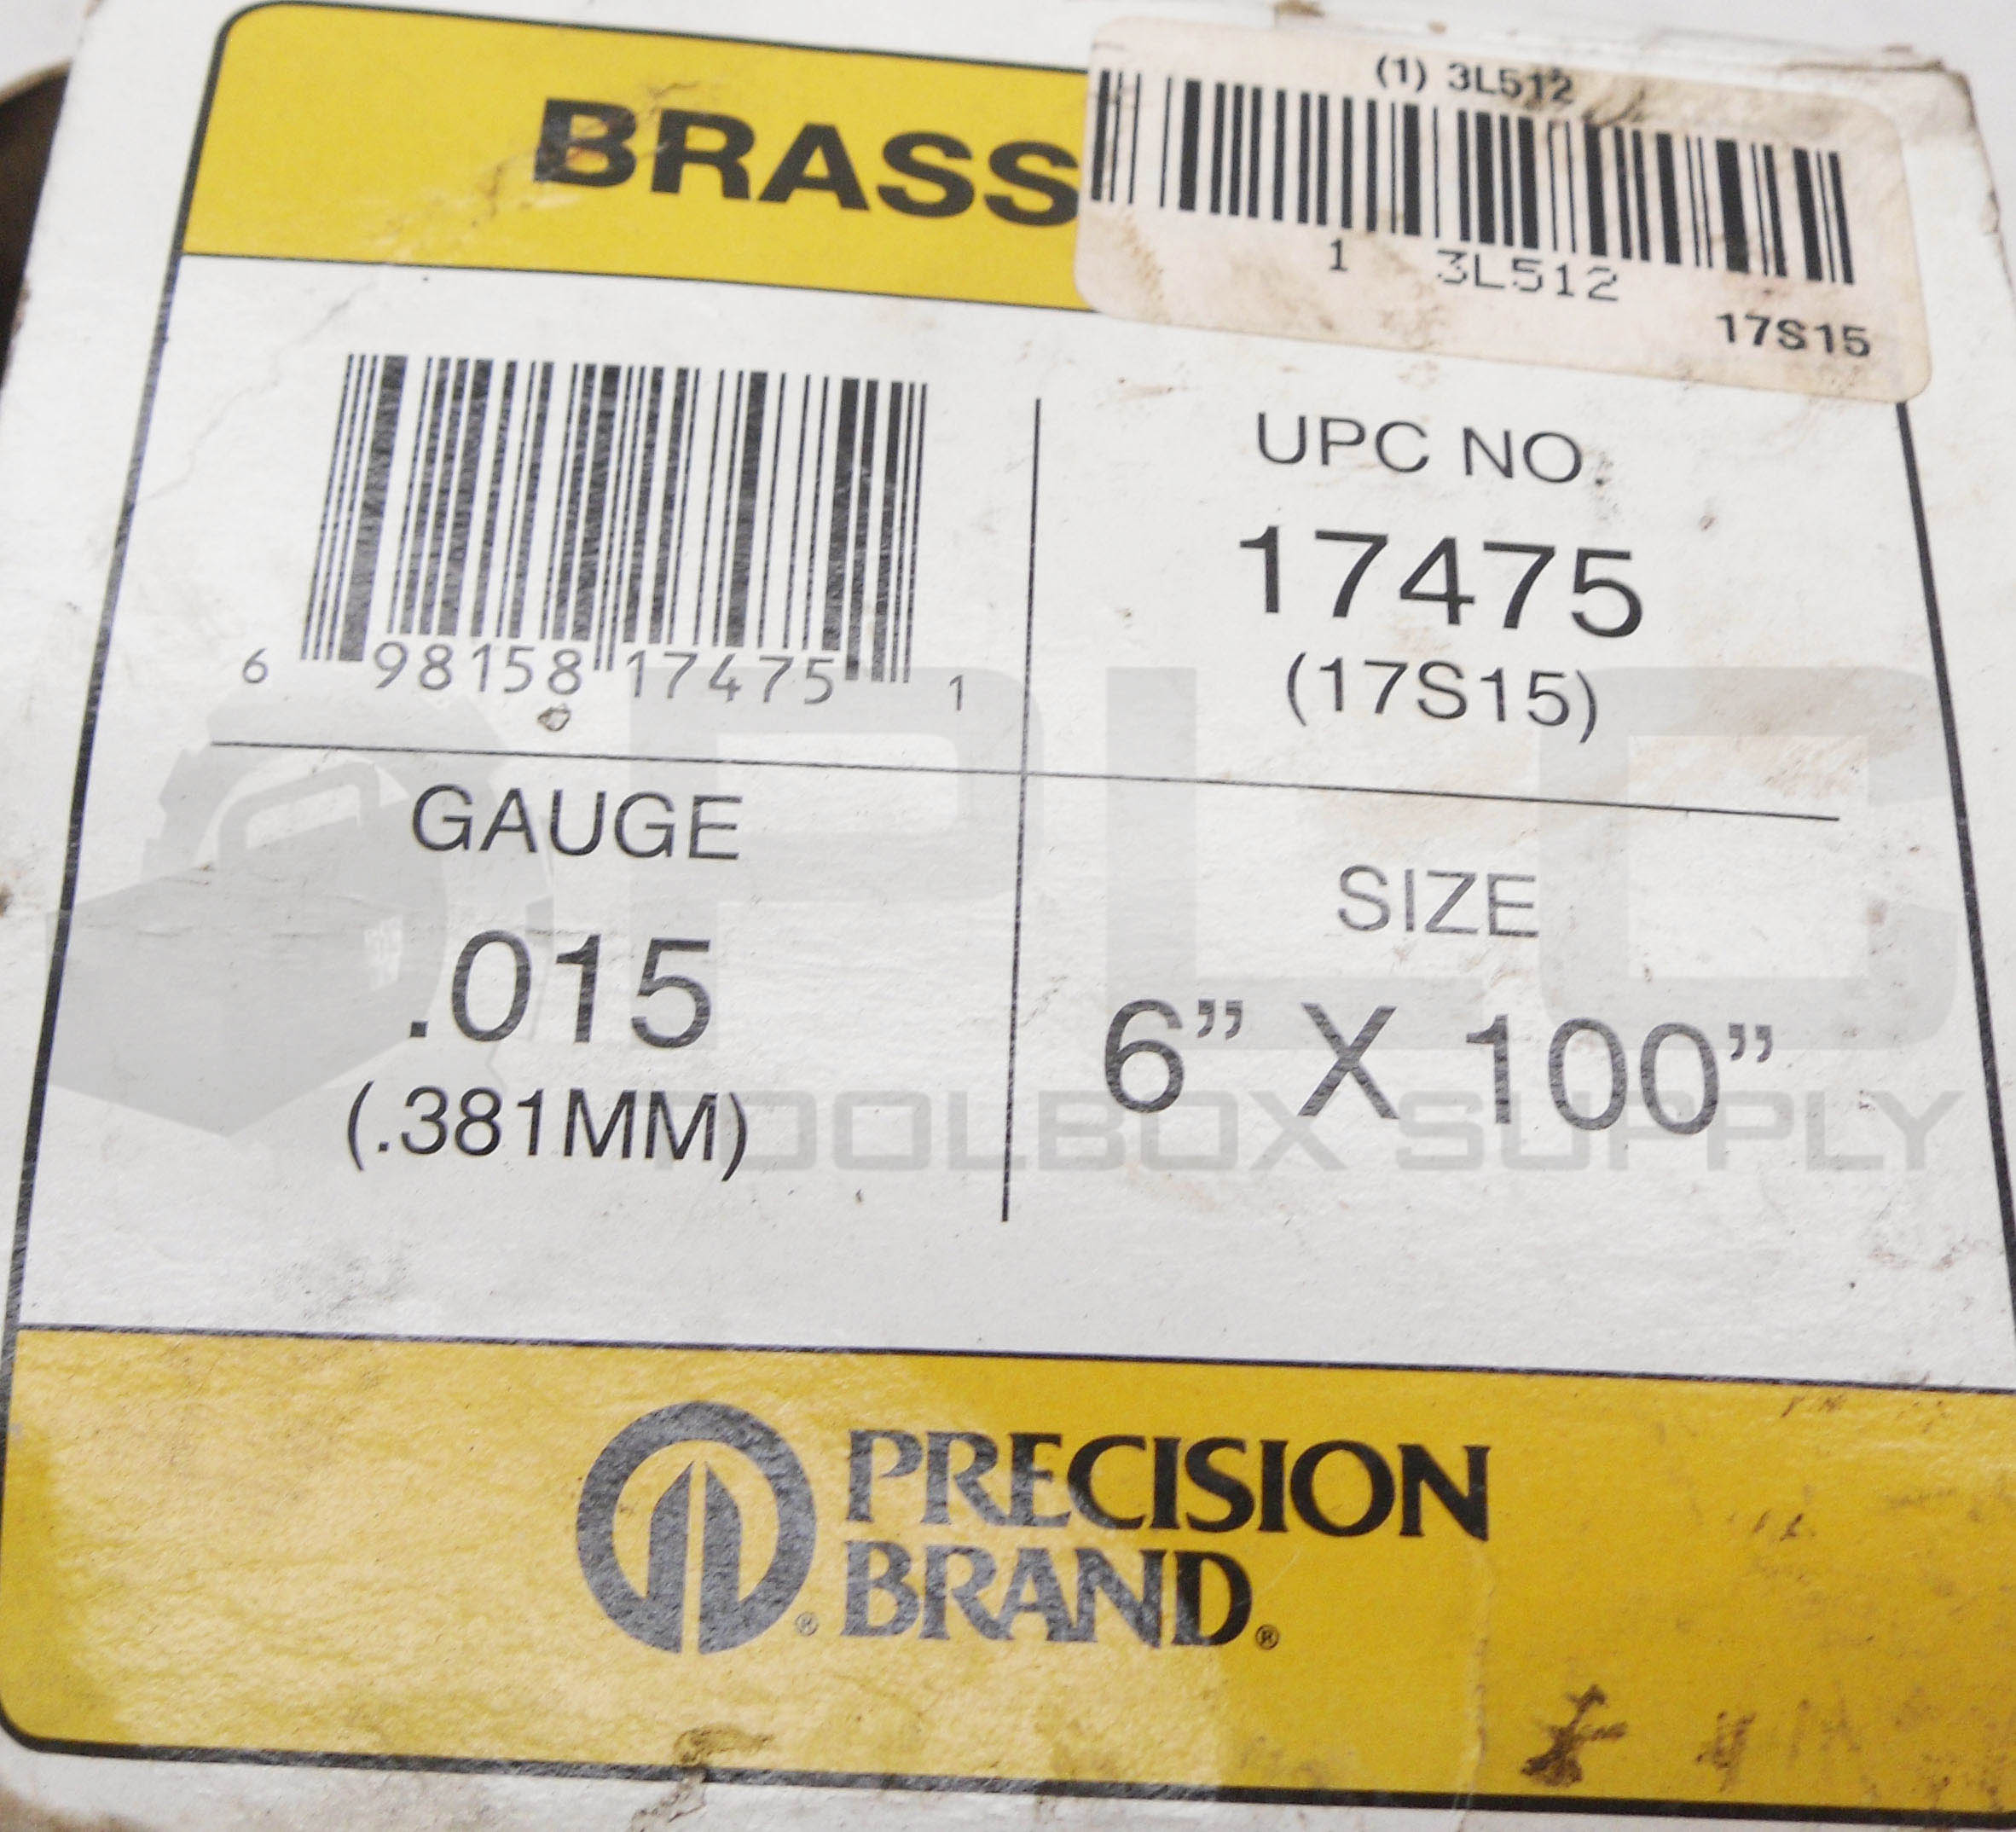 BRASS
(1) 3L512
1 3L512
17S15
6 98158 17475 1
UPC NO.
17475
(17S15)
GAUGE
.015
(.381MM)
SIZE
6” X 100”
PLC
TOOLBOX SUPPLY
PRECISION
BRAND®